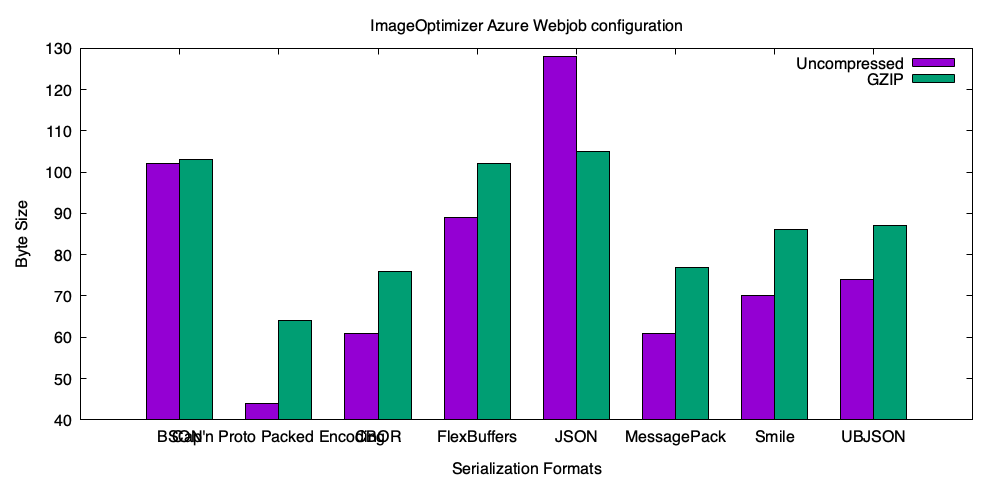 ImageOptimizer Azure Webjob configuration
Uncompressed
GZIP
130
120
110
100
90
80
70
60
50
40
Byte Size
BSON Cap'n Proto Packed Encoding CBOR FlexBuffers JSON MessagePack Smile UBJSON
Serialization Formats